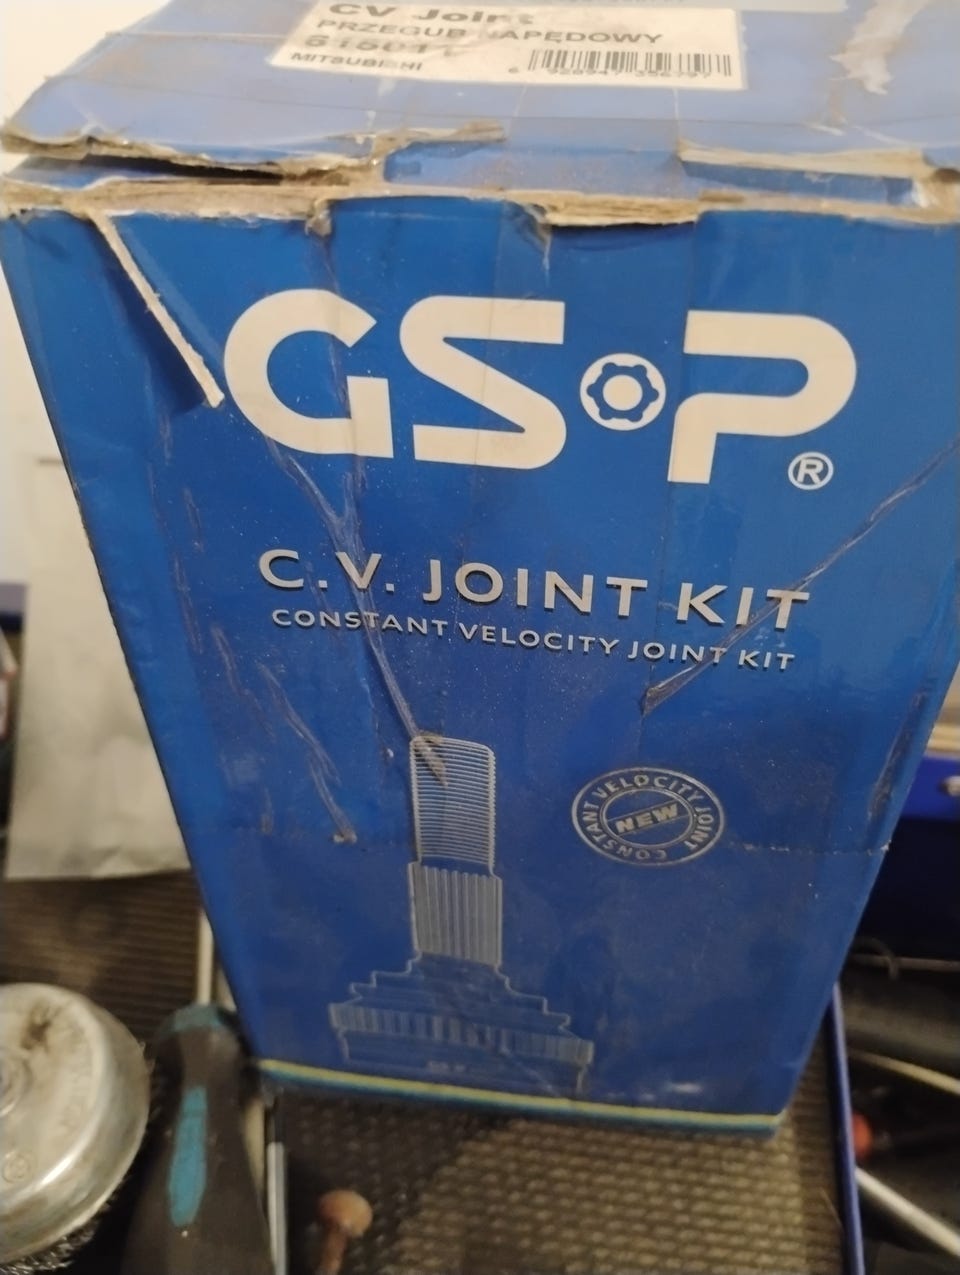 CV Joint
PRZEGUB NAPĘDOWY
MITSUBISHI
GSP®
C.V. JOINT KIT
CONSTANT VELOCITY JOINT KIT
CONSTANT VELOCITY JOINT
NEW